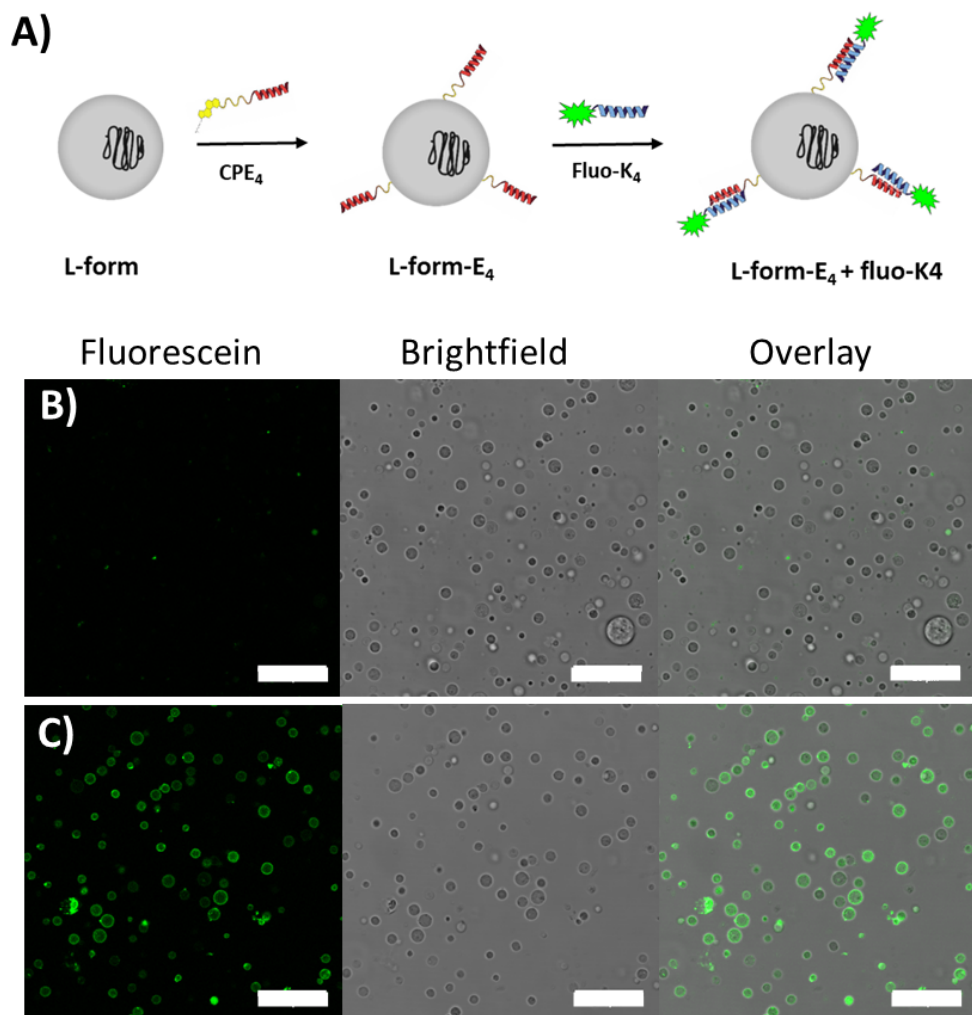 A)
CPE₄
Fluo-K₄
L-form
L-form-E₄
L-form-E₄ + fluo-K4
Fluorescein Brightfield Overlay
B)
C)